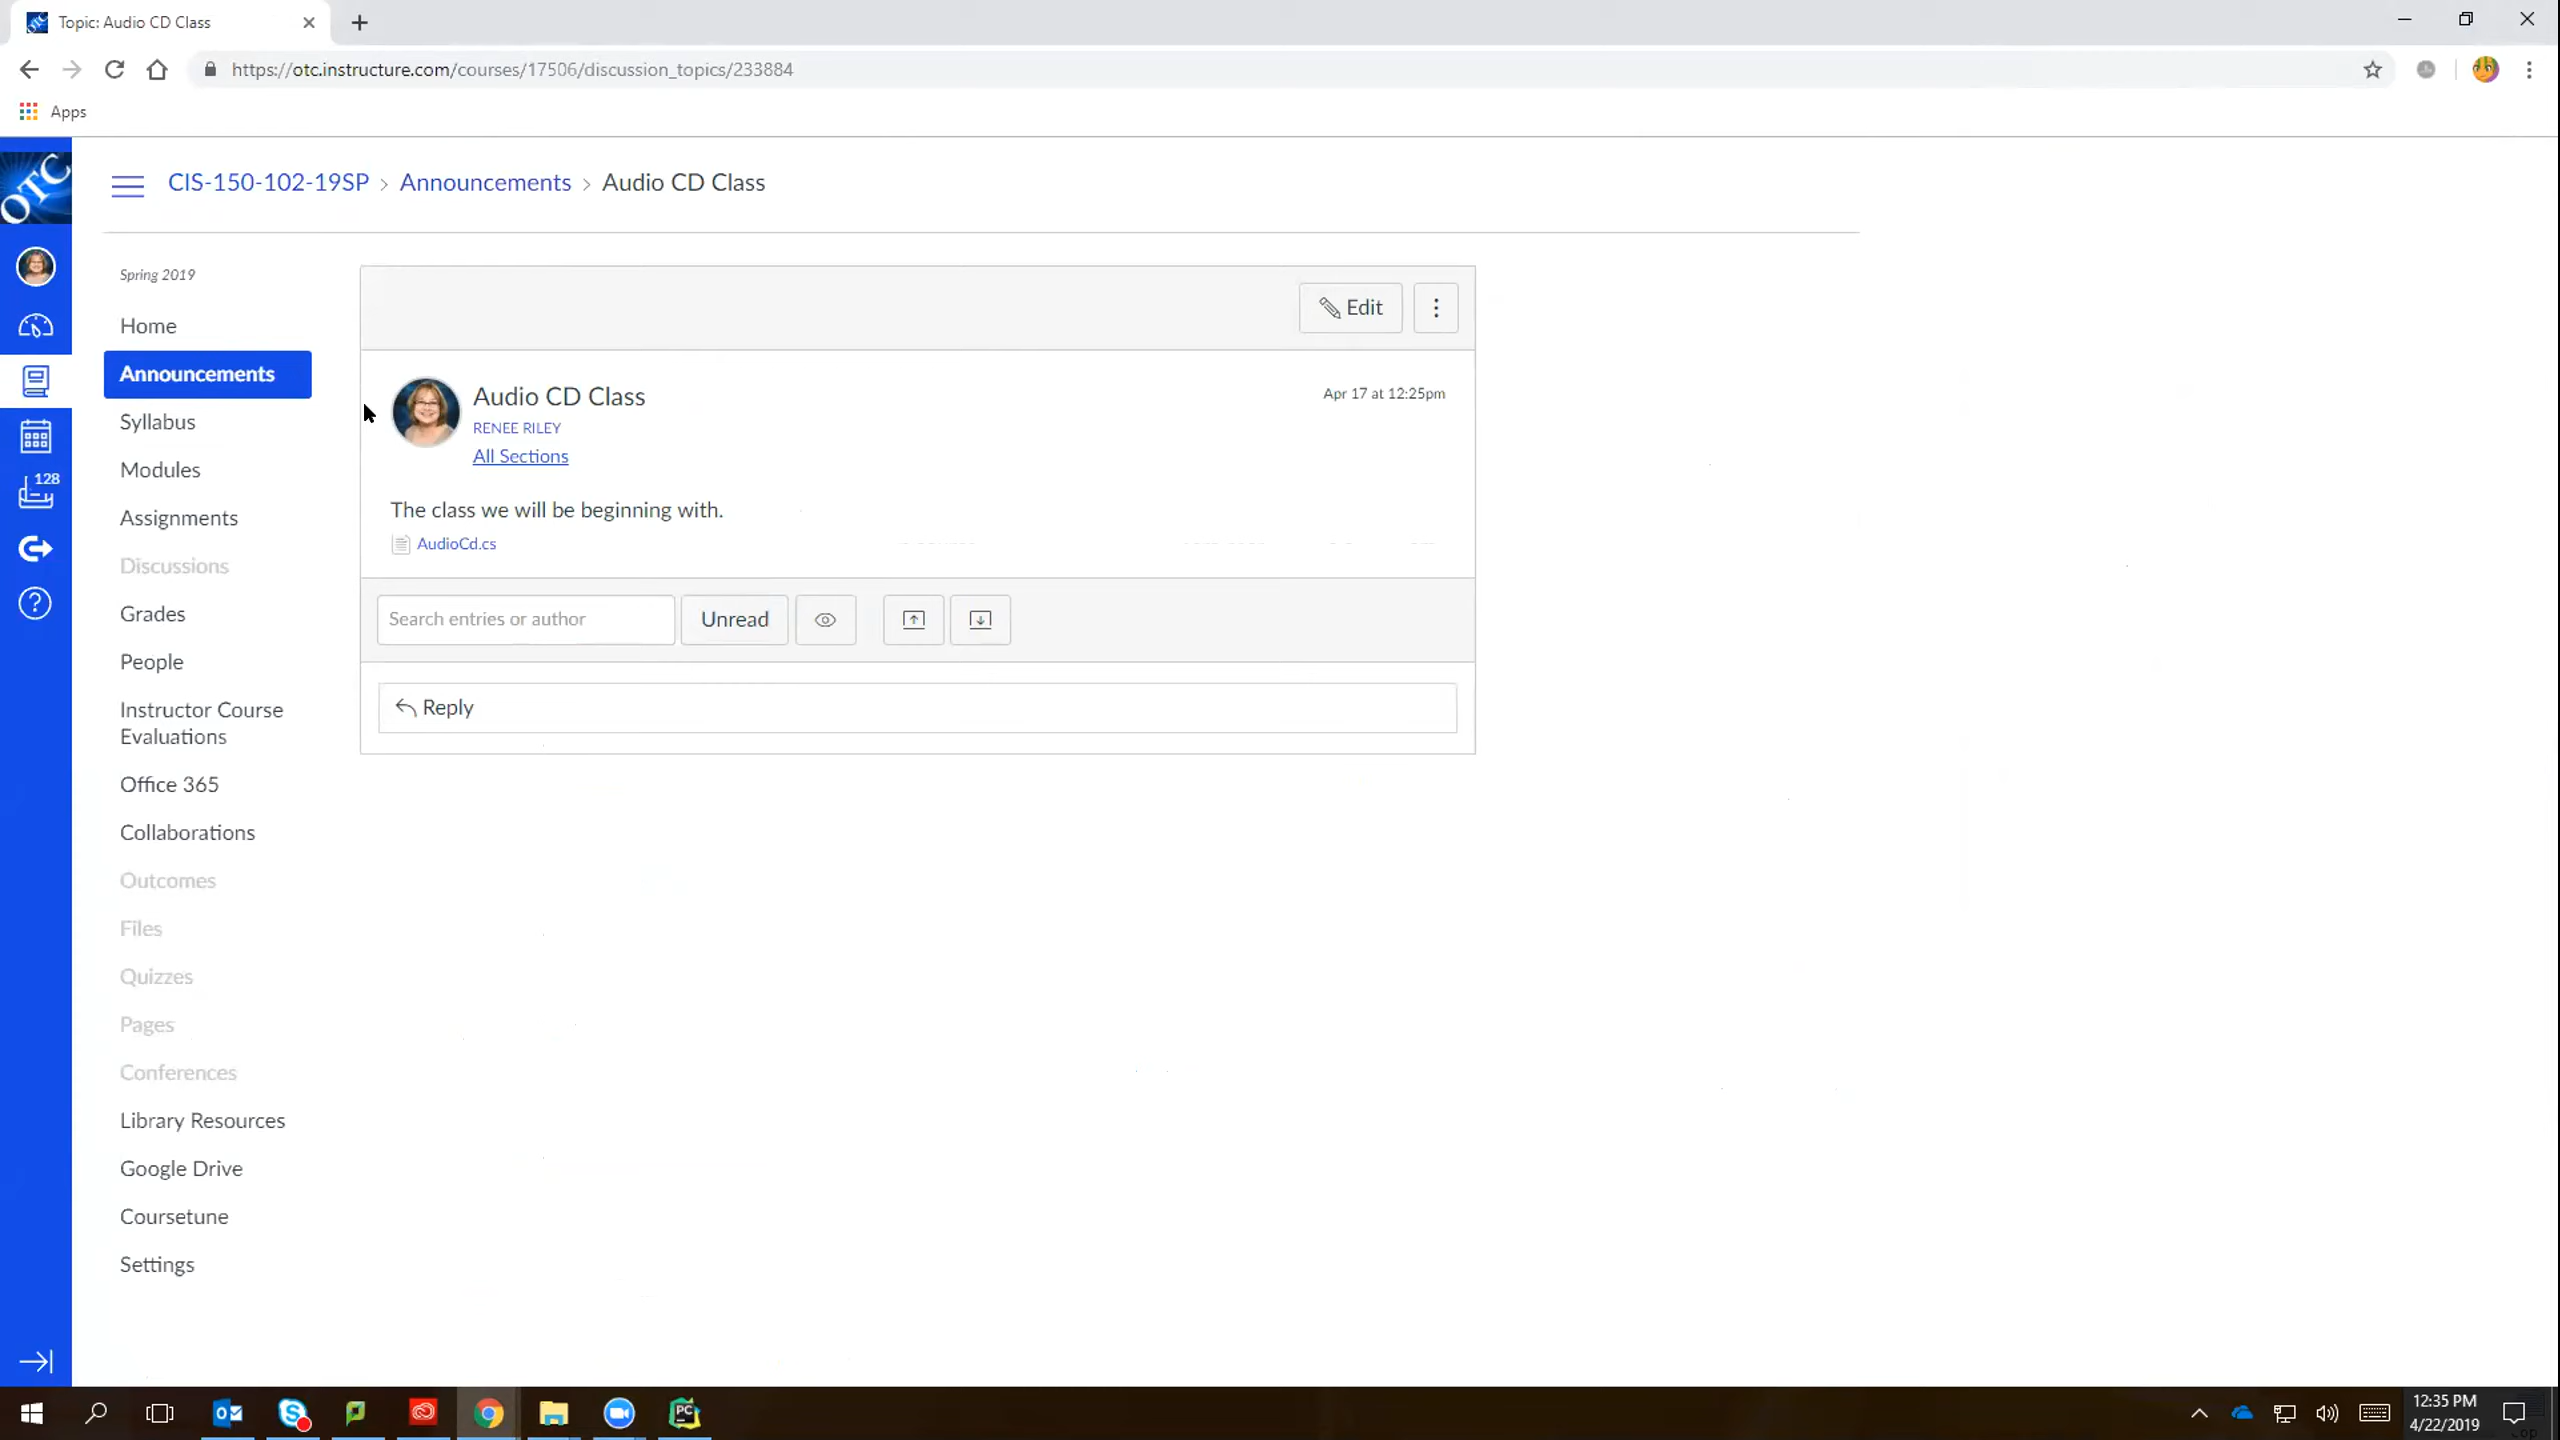 Topic: Audio CD Class
https://otc.instructure.com/courses/17506/discussion_topics/233884
Apps
OTC
CIS-150-102-19SP > Announcements > Audio CD Class
Spring 2019
Home
Announcements
Syllabus
Modules
Assignments
Discussions
Grades
People
Instructor Course
Evaluations
Office 365
Collaborations
Outcomes
Files
Quizzes
Pages
Conferences
Library Resources
Google Drive
Coursetune
Settings
128
Edit
Audio CD Class
Apr 17 at 12:25pm
RENEE RILEY
All Sections
The class we will be beginning with.
AudioCd.cs
Search entries or author
Unread
Reply
12:35 PM
4/22/2019